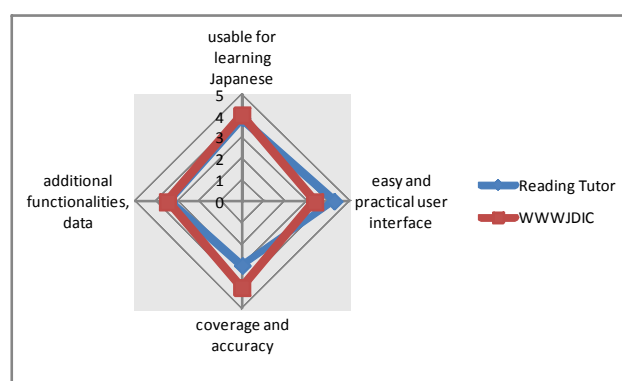 usable for
learning
Japanese
5
4
3
2
1
0
additional
functionalities,
data
easy and
practical user
interface
Reading Tutor
WWWJDIC
coverage and
accuracy